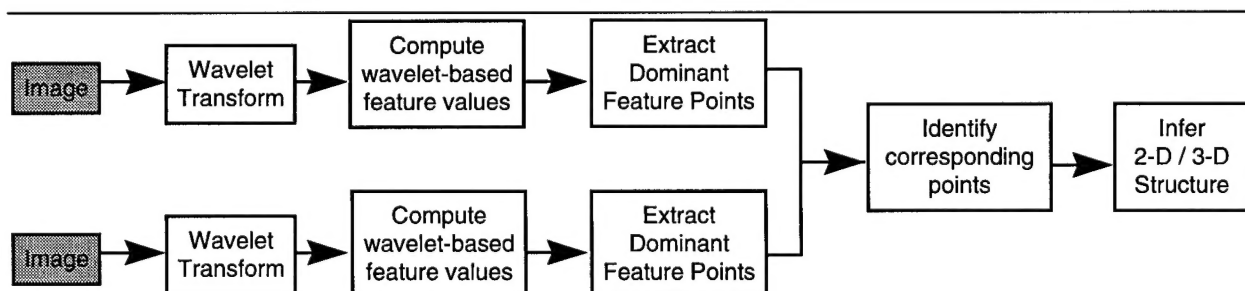 Image
Wavelet
Transform
Compute
wavelet-based
feature values
Extract
Dominant
Feature Points
Image
Wavelet
Transform
Compute
wavelet-based
feature values
Extract
Dominant
Feature Points
Identify
corresponding
points
Infer
2-D / 3-D
Structure